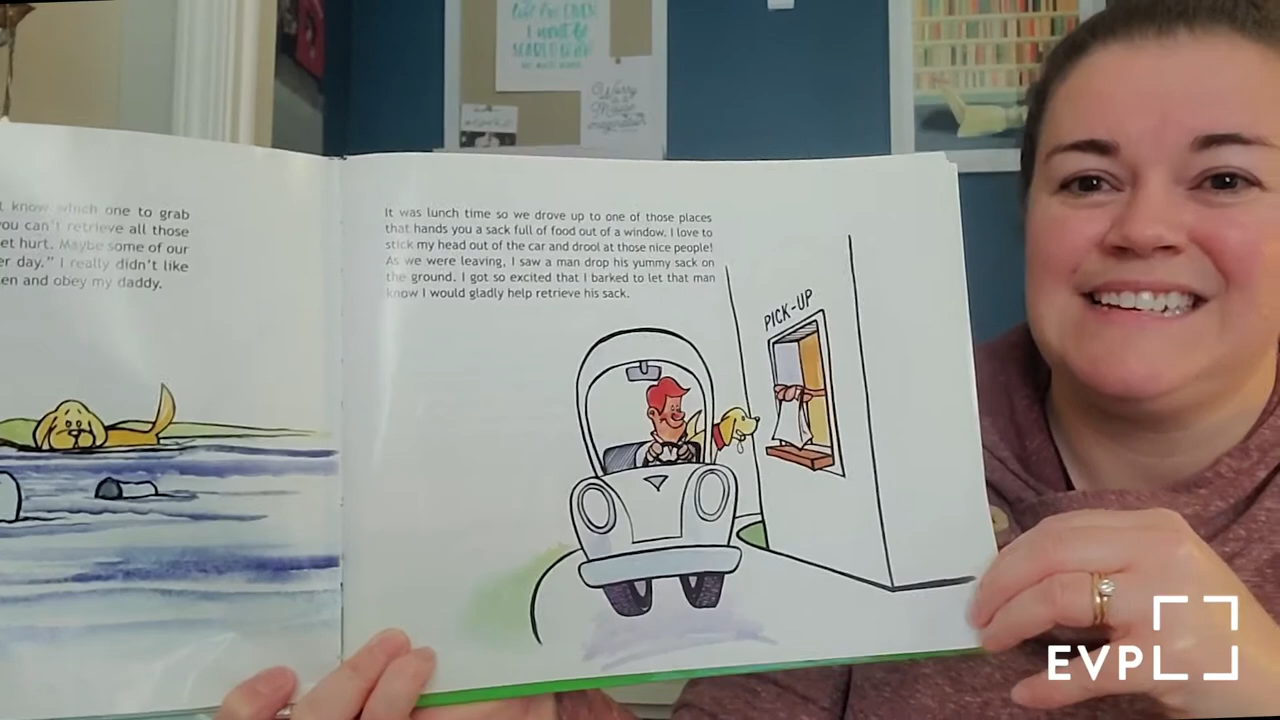 t know which one to grab
you can't retrieve all those
et hurt. Maybe some of our
er day." I really didn't like
en and obey my daddy.
It was lunch time so we drove up to one of those places
that hands you a sack full of food out of a window. I love to
stick my head out of the car and drool at those nice people!
As we were leaving, I saw a man drop his yummy sack on
the ground. I got so excited that I barked to let that man
know I would gladly help retrieve his sack.
PICK-UP
Worry
EVP